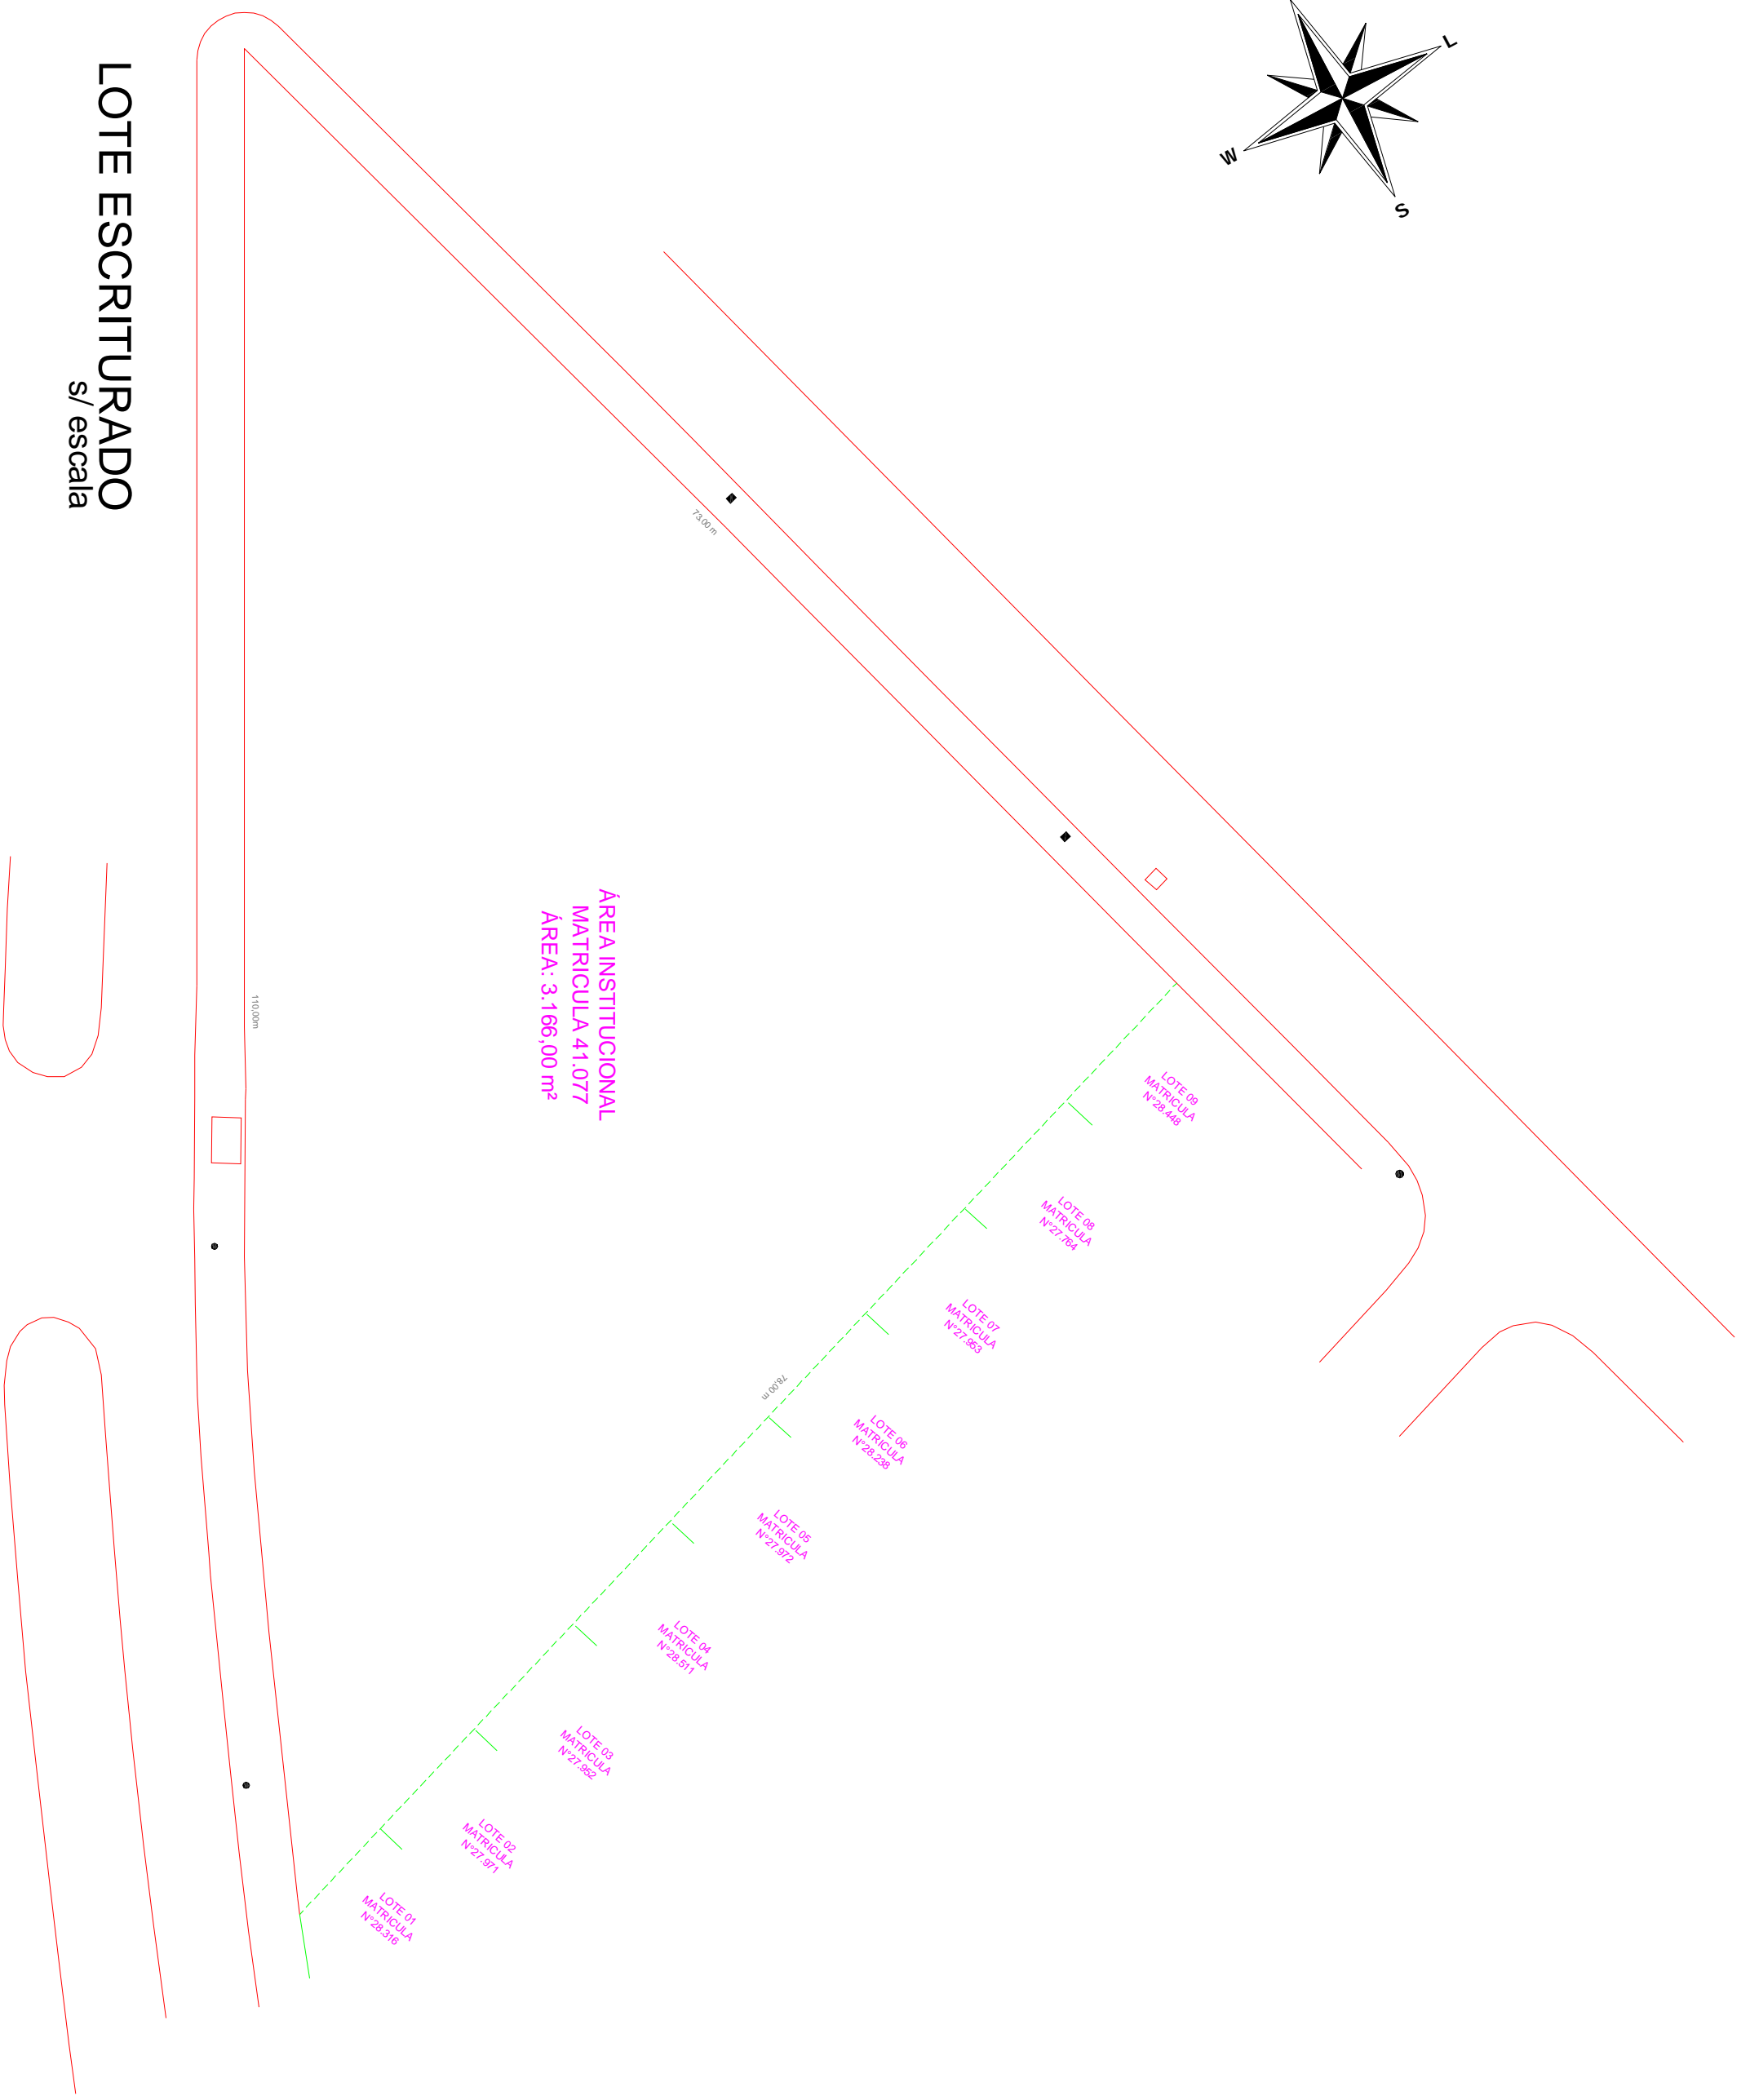 LOTE ESCRITURADO
s/ escala
L
W
S
73.00 m
110,00m
ÁREA INSTITUCIONAL
MATRICULA 41.077
ÁREA: 3.166,00 m²
78.00 m
LOTE 09
MATRICULA
N°28.448
LOTE 08
MATRICULA
N°27.764
LOTE 07
MATRICULA
N°27.953
LOTE 06
MATRICULA
N°28.238
LOTE 05
MATRICULA
N°27.972
LOTE 04
MATRICULA
N°28.511
LOTE 03
MATRICULA
N°27.952
LOTE 02
MATRICULA
N°27.971
LOTE 01
MATRICULA
N°28.316